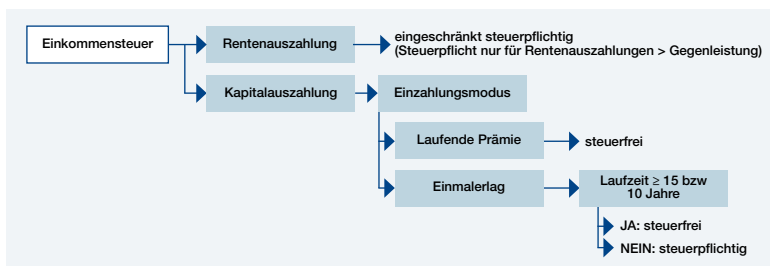 Einkommensteuer
Rentenauszahlung
eingeschränkt steuerpflichtig
(Steuerpflicht nur für Rentenauszahlungen > Gegenleistung)
Kapitalauszahlung
Einzahlungsmodus
Laufende Prämie
steuerfrei
Einmalerlag
Laufzeit ≥ 15 bzw
10 Jahre
JA: steuerfrei
NEIN: steuerpflichtig